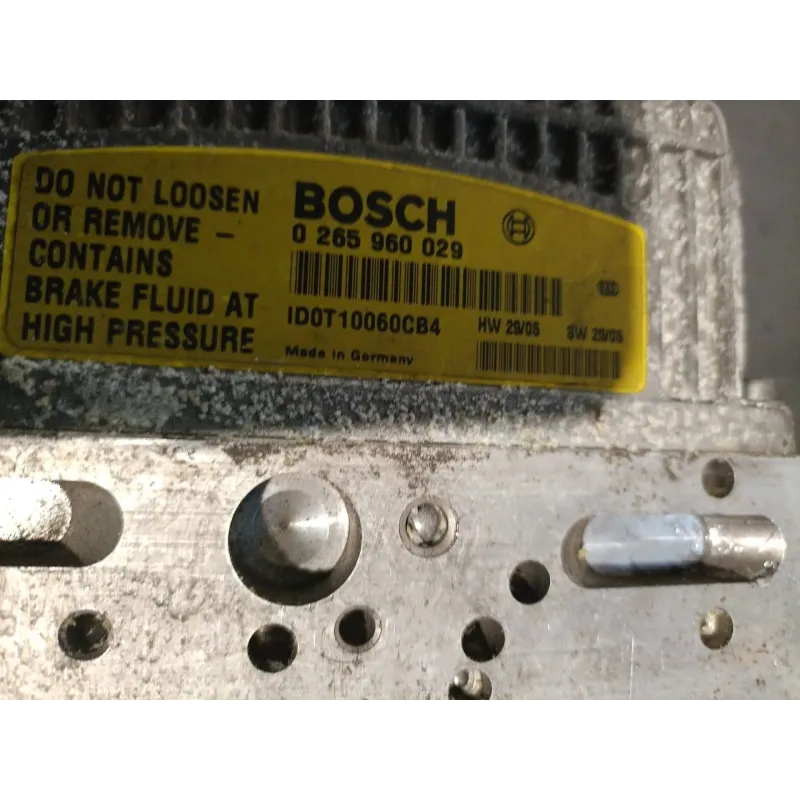 DO NOT LOOSEN
OR REMOVE –
CONTAINS
BRAKE FLUID AT
HIGH PRESSURE
BOSCH
0 265 960 029
ID0T10060CB4
HW 29/05
SW 29/05
Made in Germany